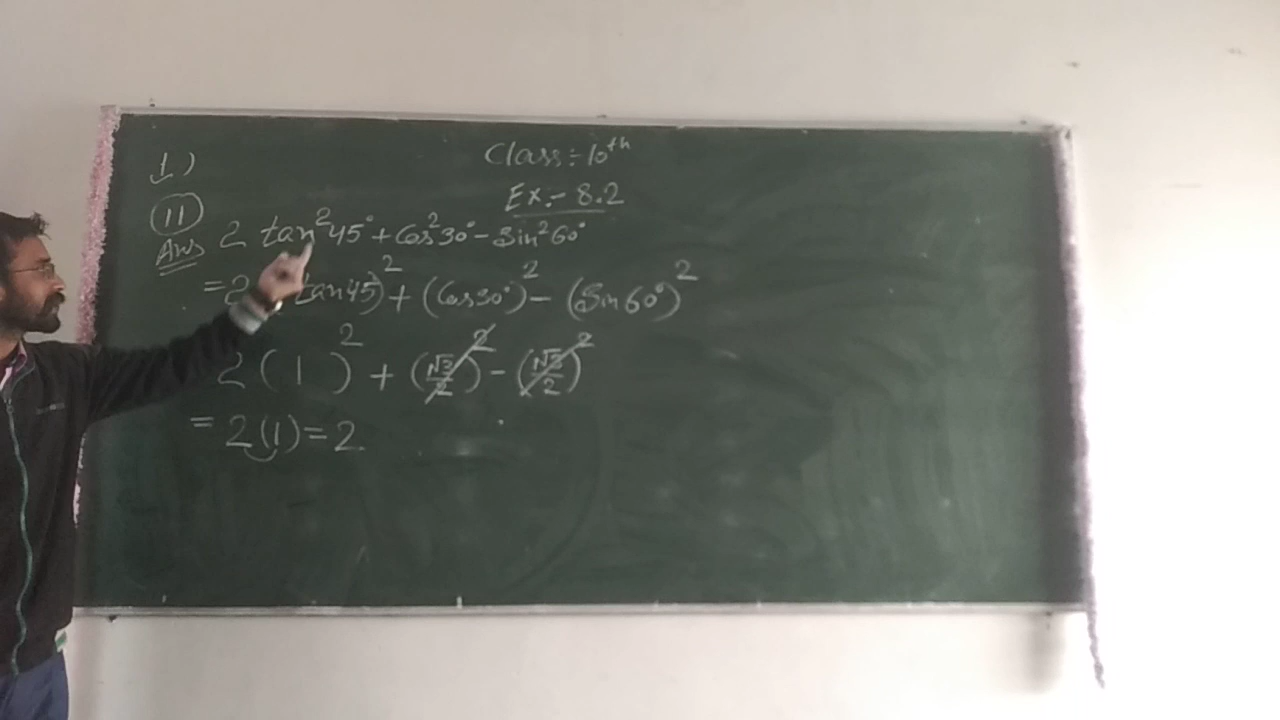 Class:- 10th
Ex:- 8.2
1)
(11)
Ans 2 tan²45° + Cos²30° - Sin²60°
= 2 (tan45)² + (Cos30°)² - (Sin60°)²
2(1)² + (√3/2)² - (√3/2)²
= 2(1) = 2.